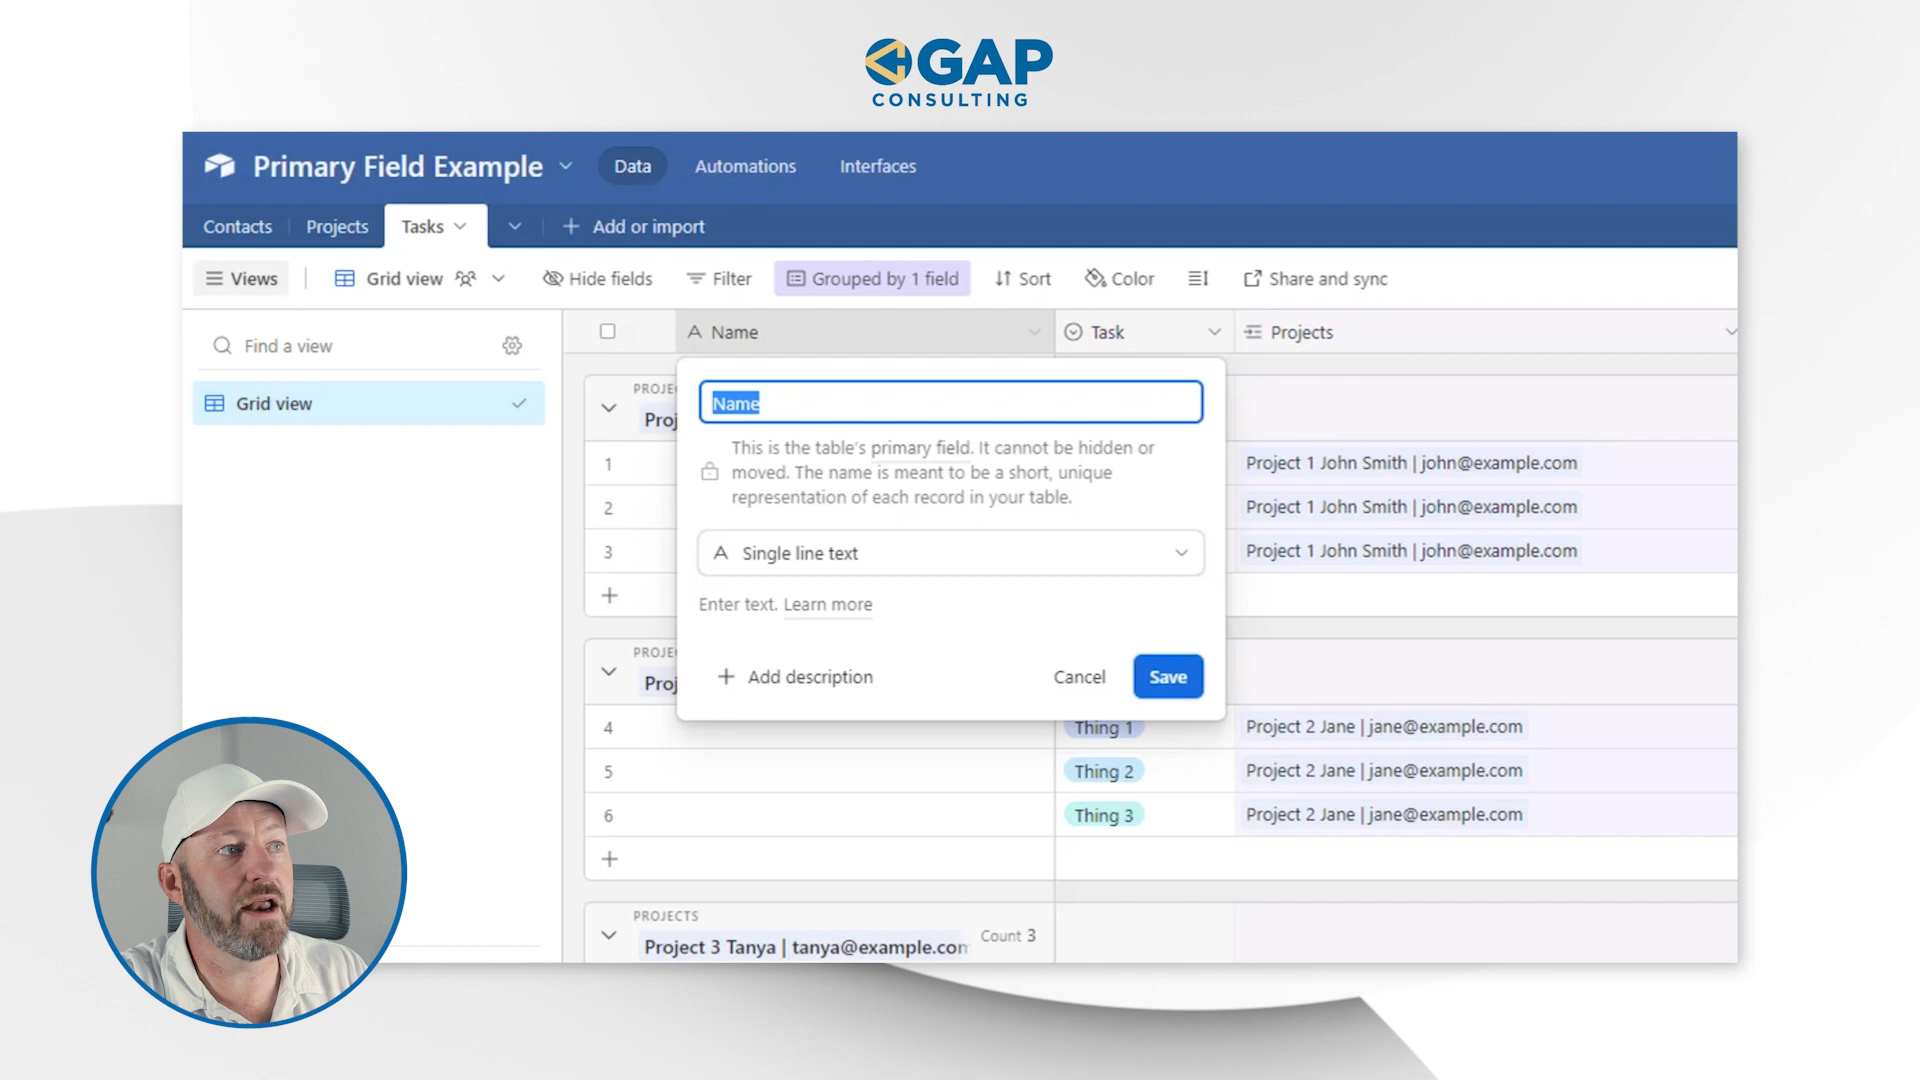 GAP
CONSULTING
Primary Field Example
Data
Automations
Interfaces
Contacts
Projects
Tasks
Add or import
Views
Grid view
Hide fields
Filter
Grouped by 1 field
Sort
Color
Share and sync
Find a view
Grid view
Name
Task
Projects
PROJE
Proj
Name
This is the table's primary field. It cannot be hidden or
moved. The name is meant to be a short, unique
representation of each record in your table.
Single line text
Enter text. Learn more
Add description
Cancel
Save
1
Project 1 John Smith | john@example.com
2
Project 1 John Smith | john@example.com
3
Project 1 John Smith | john@example.com
PROJE
Proj
4
Thing 1
Project 2 Jane | jane@example.com
5
Thing 2
Project 2 Jane | jane@example.com
6
Thing 3
Project 2 Jane | jane@example.com
PROJECTS
Project 3 Tanya | tanya@example.com
Count 3